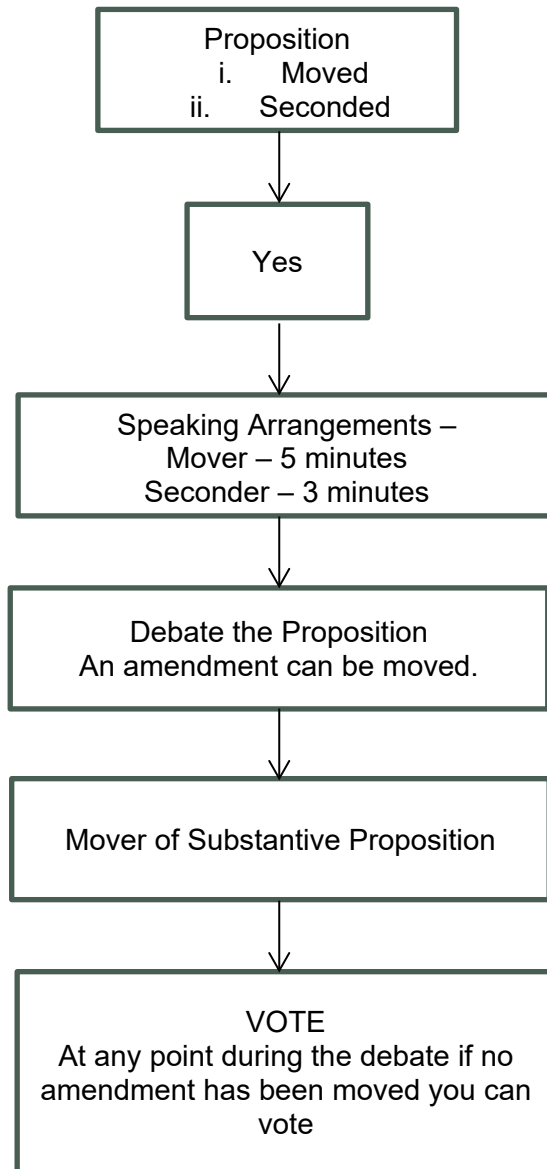 Proposition
i. Moved
ii. Seconded
Yes
Speaking Arrangements –
Mover – 5 minutes
Seconder – 3 minutes
Debate the Proposition
An amendment can be moved.
Mover of Substantive Proposition
VOTE
At any point during the debate if no
amendment has been moved you can
vote